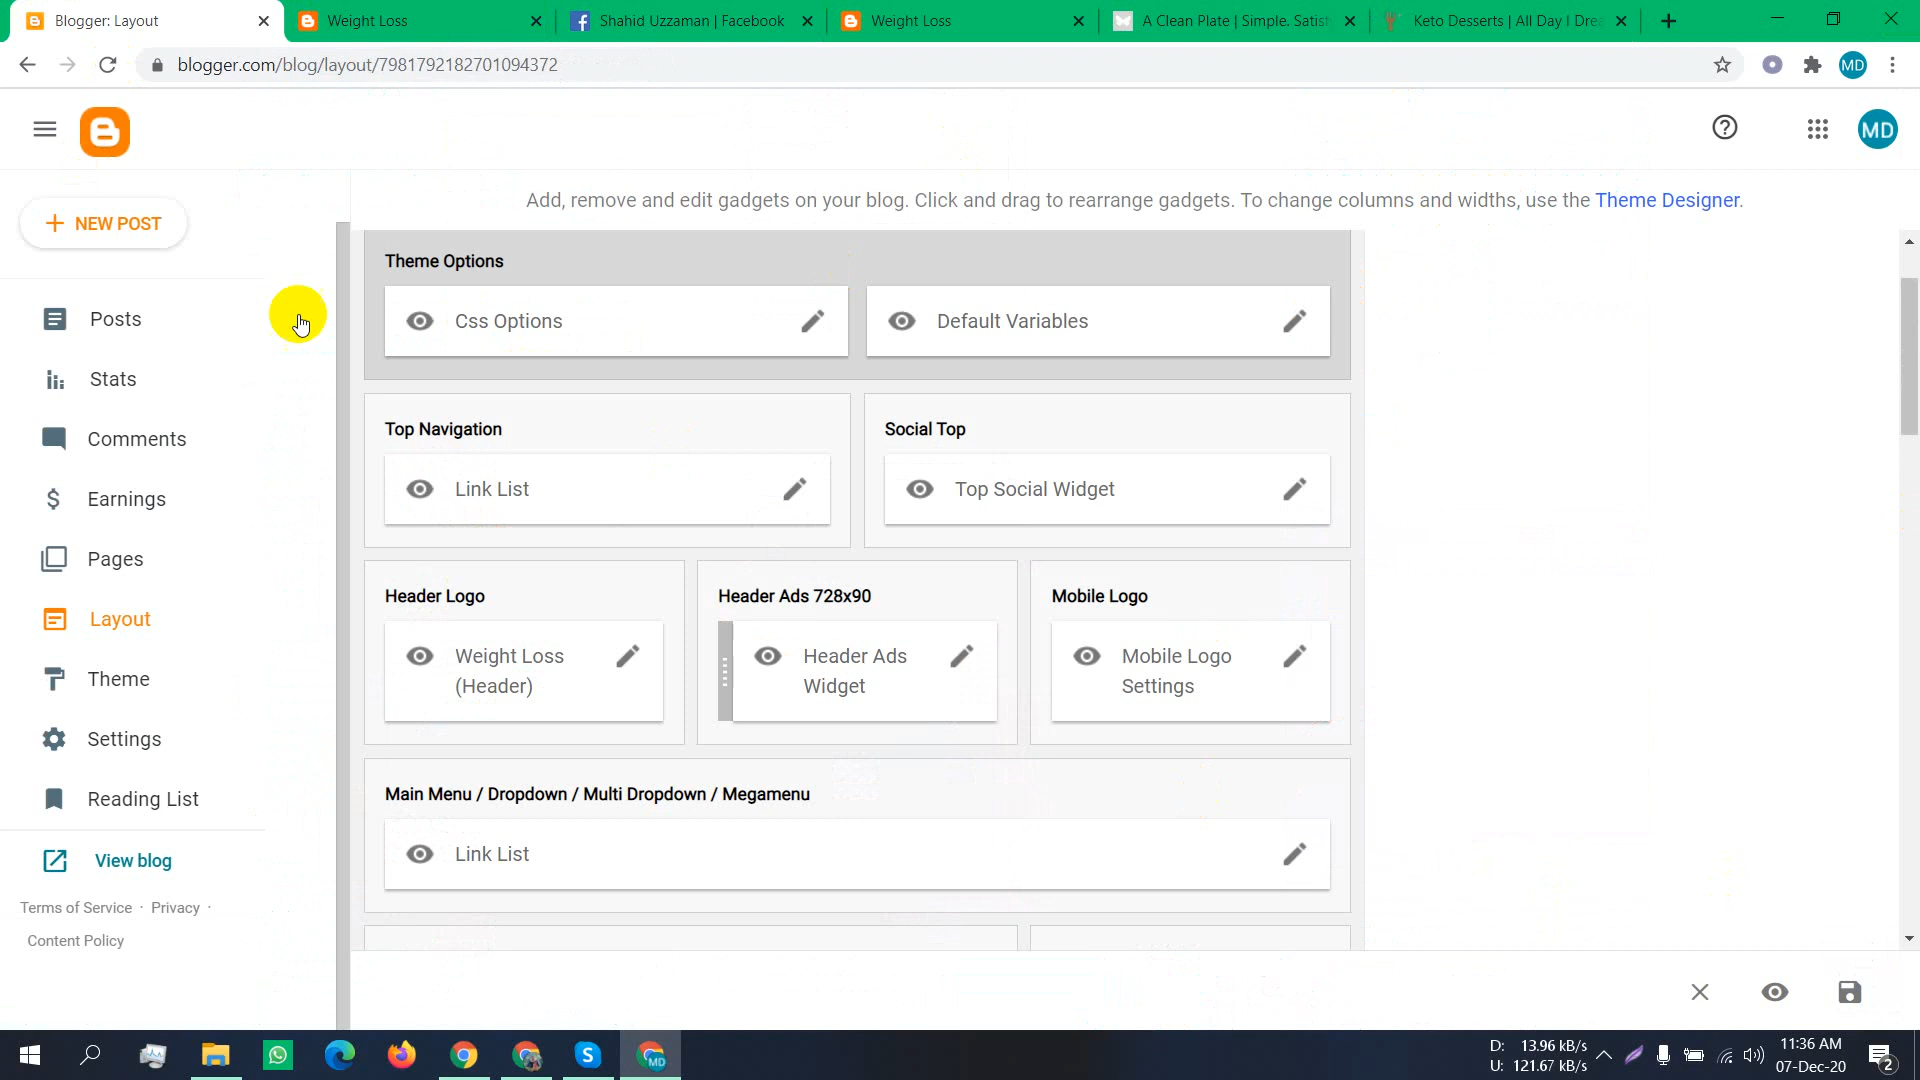 Blogger: Layout
Weight Loss
Shahid Uzzaman | Facebook
Weight Loss
A Clean Plate | Simple. Satis
Keto Desserts | All Day I Drea
blogger.com/blog/layout/7981792182701094372
MD
MD
NEW POST
Add, remove and edit gadgets on your blog. Click and drag to rearrange gadgets. To change columns and widths, use the Theme Designer.
Posts
Stats
Comments
Earnings
Pages
Layout
Theme
Settings
Reading List
View blog
Terms of Service · Privacy ·
Content Policy
Theme Options
Css Options
Default Variables
Top Navigation
Link List
Social Top
Top Social Widget
Header Logo
Weight Loss
(Header)
Header Ads 728x90
Header Ads
Widget
Mobile Logo
Mobile Logo
Settings
Main Menu / Dropdown / Multi Dropdown / Megamenu
Link List
MD
D: 13.96 kB/s
U: 121.67 kB/s
11:36 AM
07-Dec-20
2